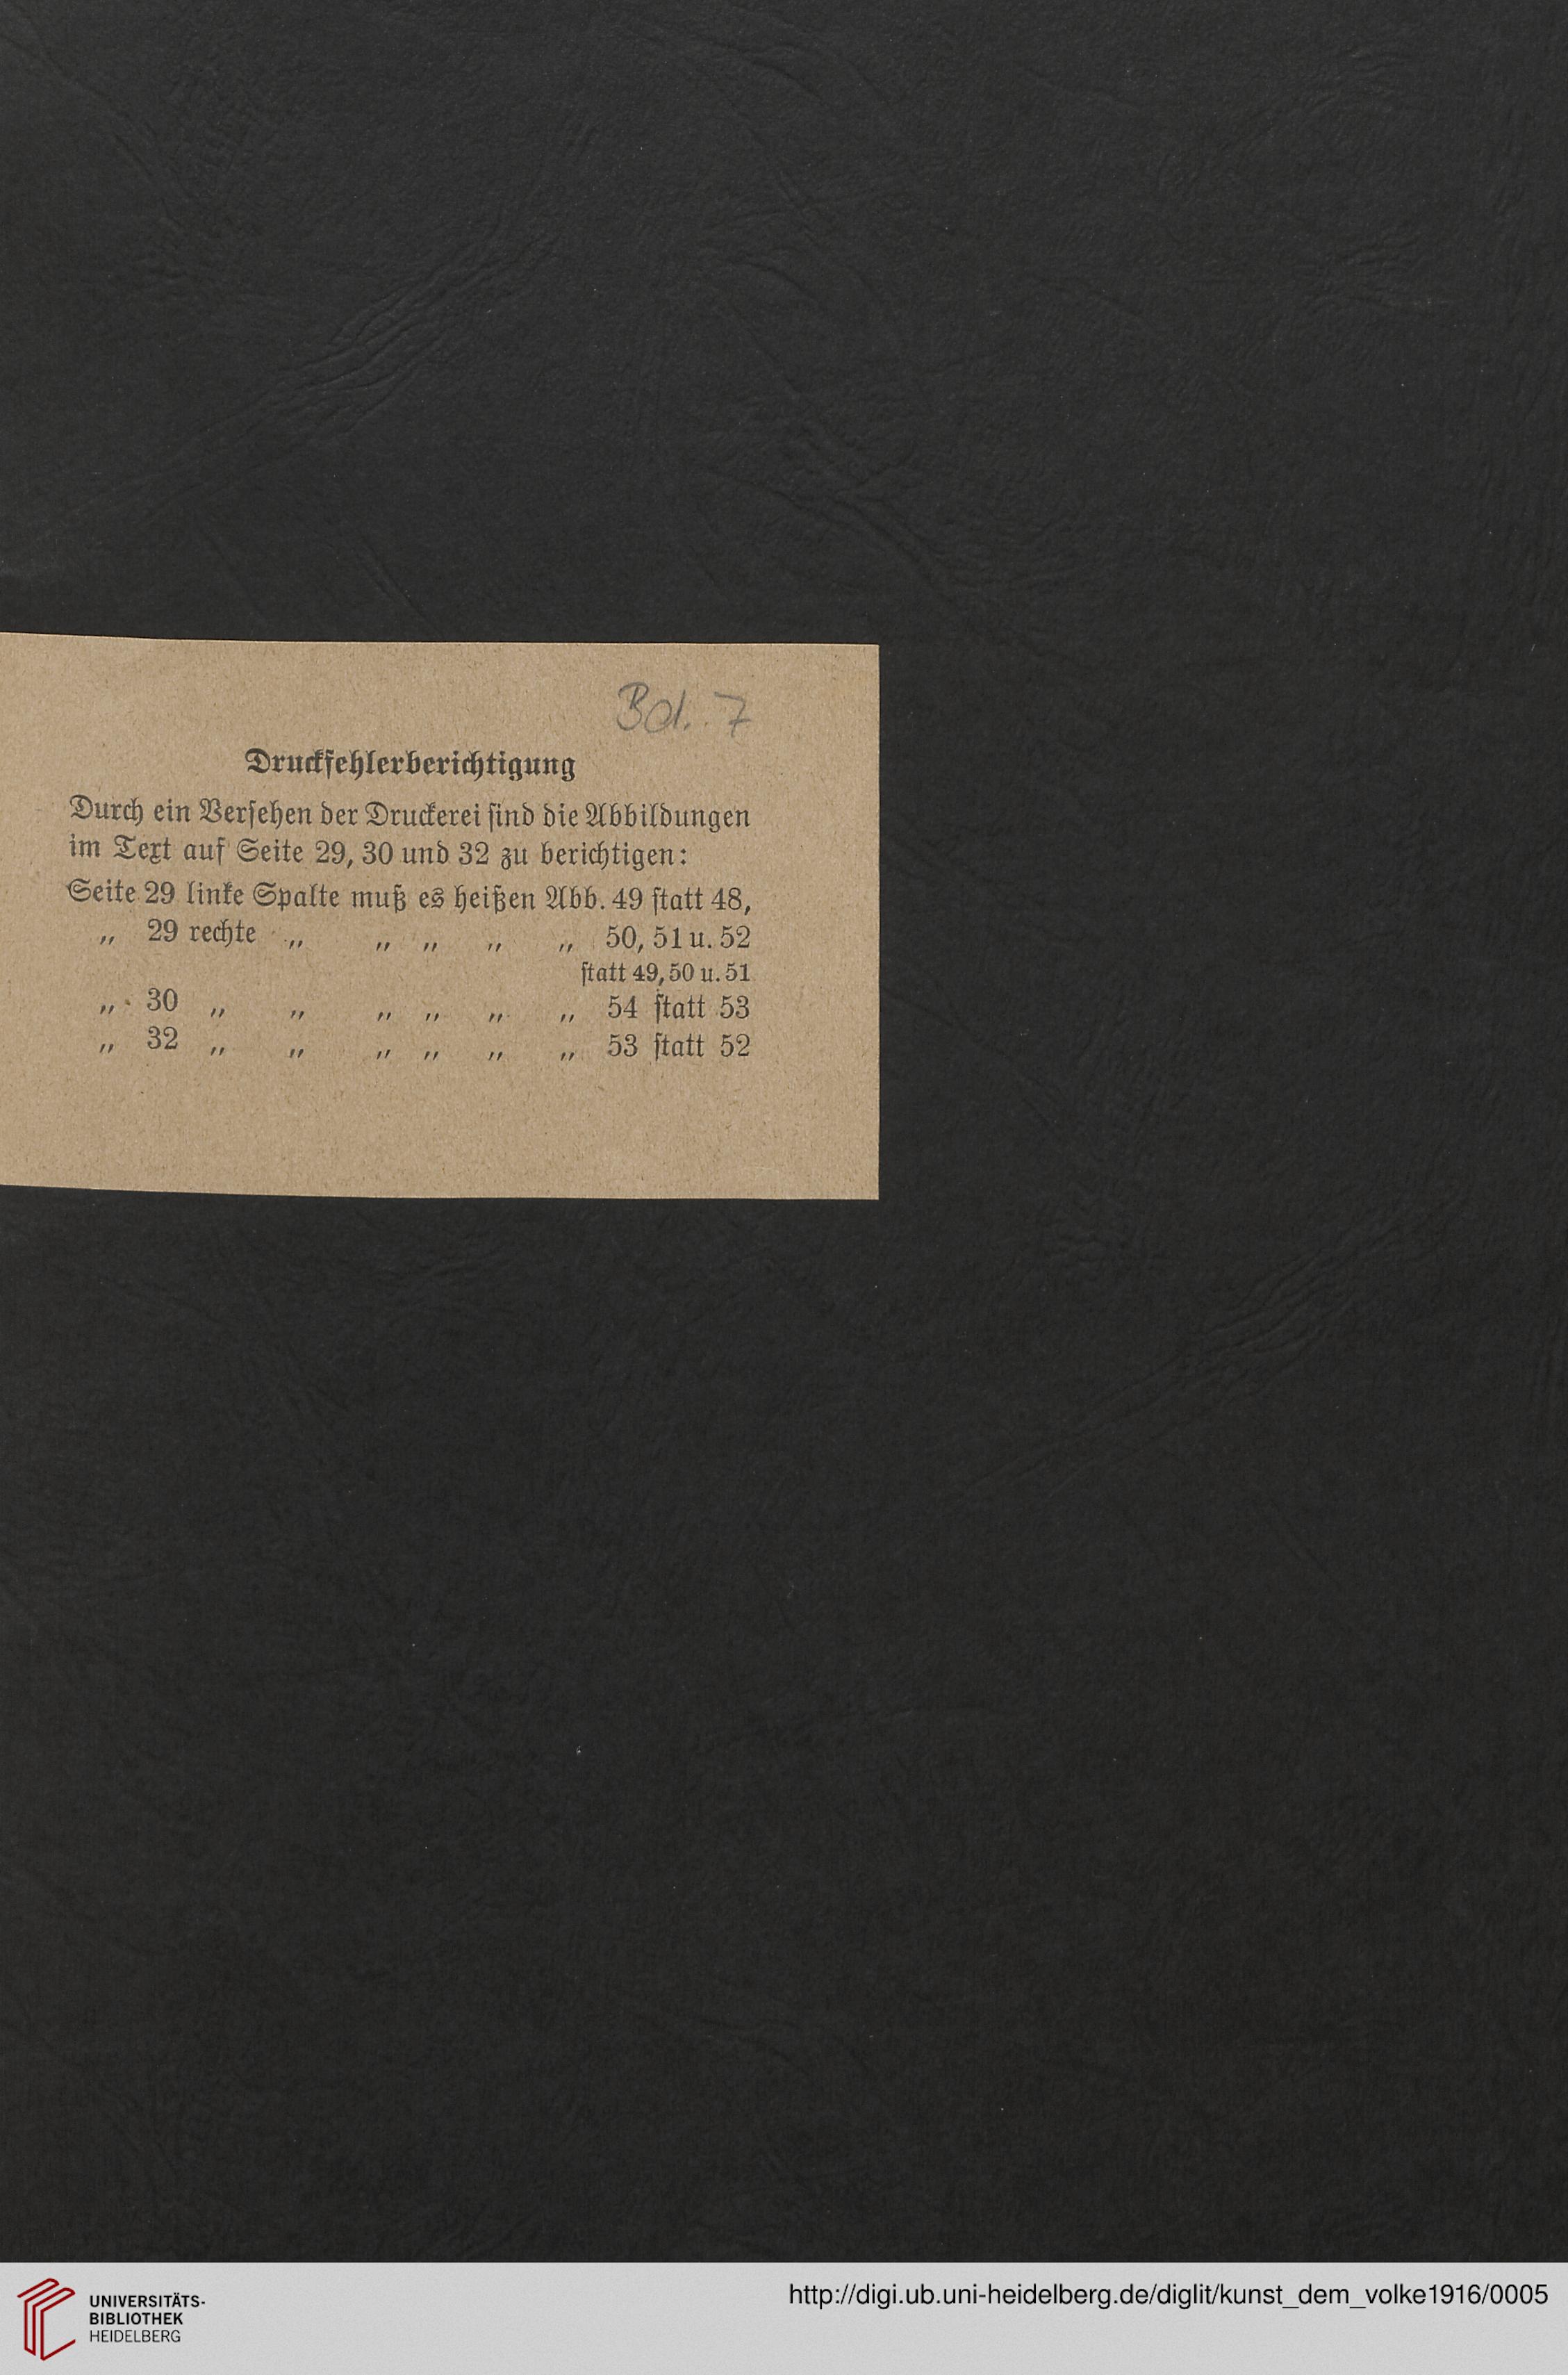 Bd. 7
Druckfehlerberichtigung
Durch ein Versehen der Druckerei sind die Abbildungen
im Text auf Seite 29, 30 und 32 zu berichtigen:
Seite 29 linke Spalte muß es heißen Abb. 49 statt 48,
„ 29 rechte „ „ „ „ „ 50, 51 u. 52
statt 49, 50 u. 51
„ 30 „ „ „ „ „ „ 54 statt 53
„ 32 „ „ „ „ „ „ 53 statt 52
UNIVERSITÄTS-
BIBLIOTHEK
HEIDELBERG
http://digi.ub.uni-heidelberg.de/diglit/kunst_dem_volke1916/0005